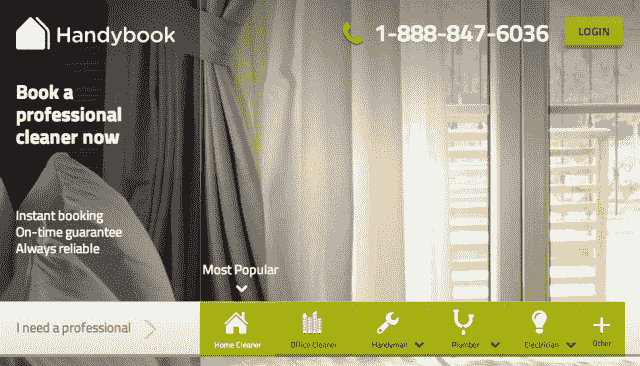 Handybook
1-888-847-6036
LOGIN
Book a
professional
cleaner now
Instant booking
On-time guarantee
Always reliable
Most Popular
I need a professional
Home Cleaner
Office Cleaner
Handyman
Plumber
Electrician
Other